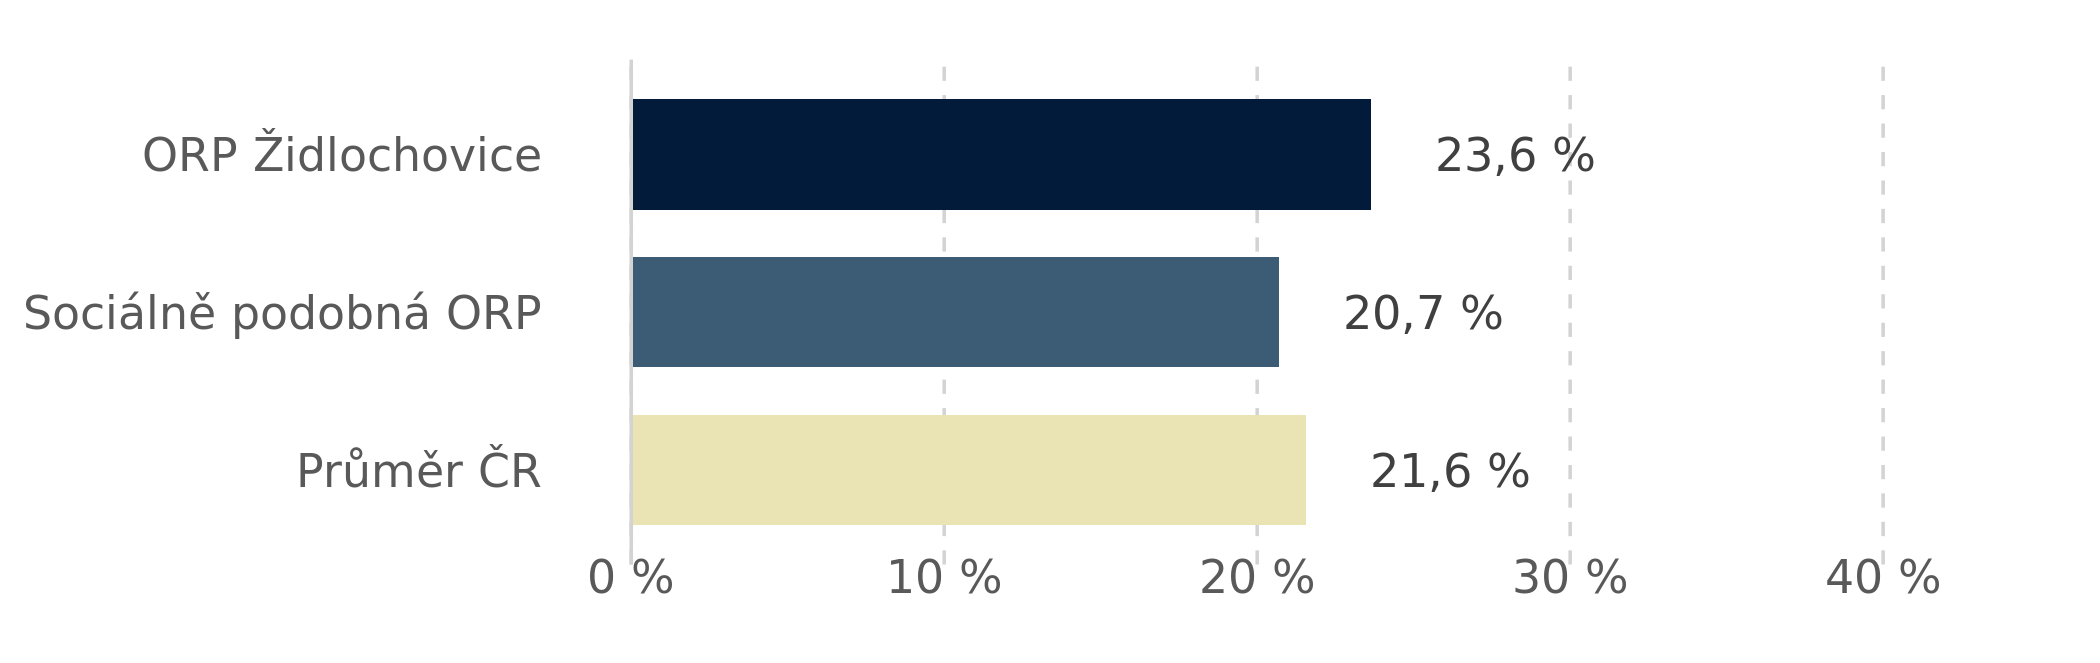 ORP Židlochovice
23,6 %
Sociálně podobná ORP
20,7 %
Průměr ČR
21,6 %
0 % 10 % 20 % 30 % 40 %